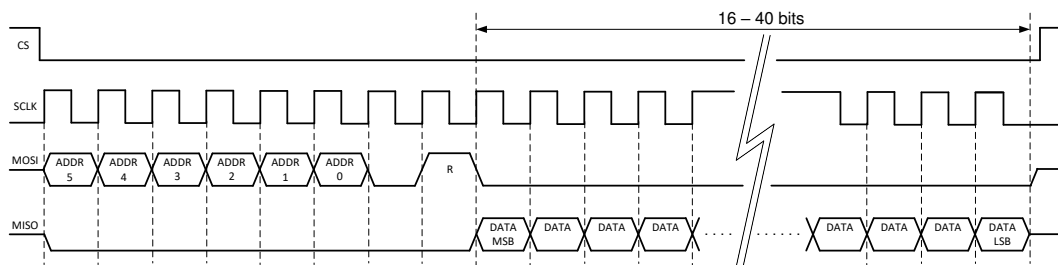 16 – 40 bits
CS
SCLK
MOSI
ADDR 5
ADDR 4
ADDR 3
ADDR 2
ADDR 1
ADDR 0
R
MISO
DATA MSB
DATA
DATA
DATA
DATA
DATA
DATA
DATA LSB